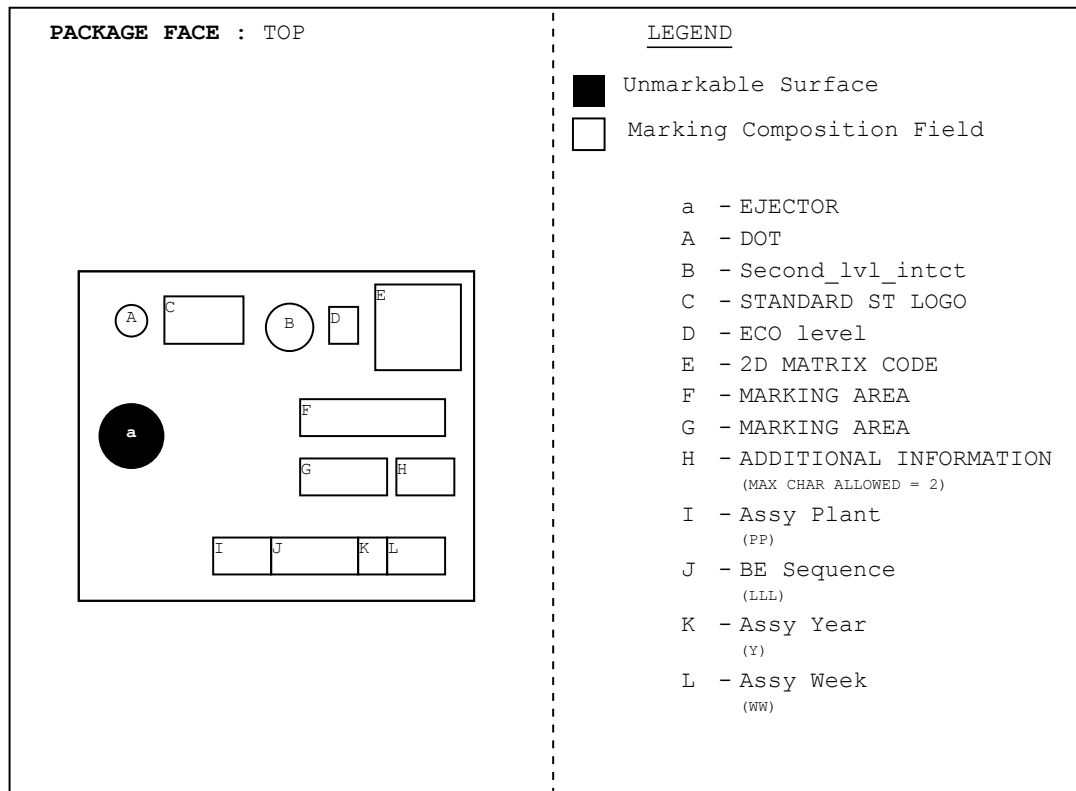 PACKAGE FACE : TOP
A
C
B
D
E
a
F
G
H
I
J
K
L
LEGEND
Unmarkable Surface
Marking Composition Field
a - EJECTOR
A - DOT
B - Second_lvl_intct
C - STANDARD ST LOGO
D - ECO level
E - 2D MATRIX CODE
F - MARKING AREA
G - MARKING AREA
H - ADDITIONAL INFORMATION
(MAX CHAR ALLOWED = 2)
I - Assy Plant
(PP)
J - BE Sequence
(LLL)
K - Assy Year
(Y)
L - Assy Week
(WW)